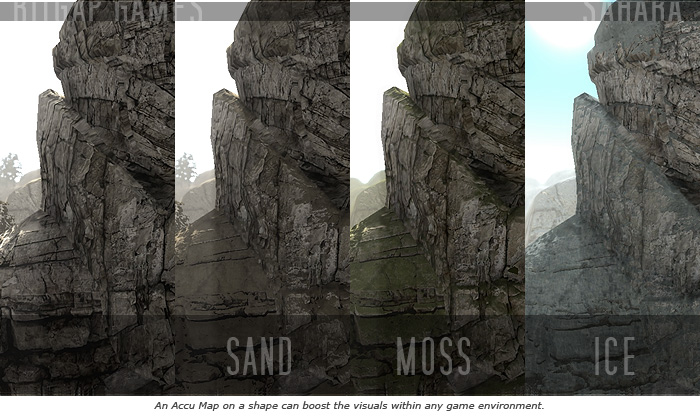 BITGAP GAMES SAHARA
SAND MOSS ICE
An Accu Map on a shape can boost the visuals within any game environment.